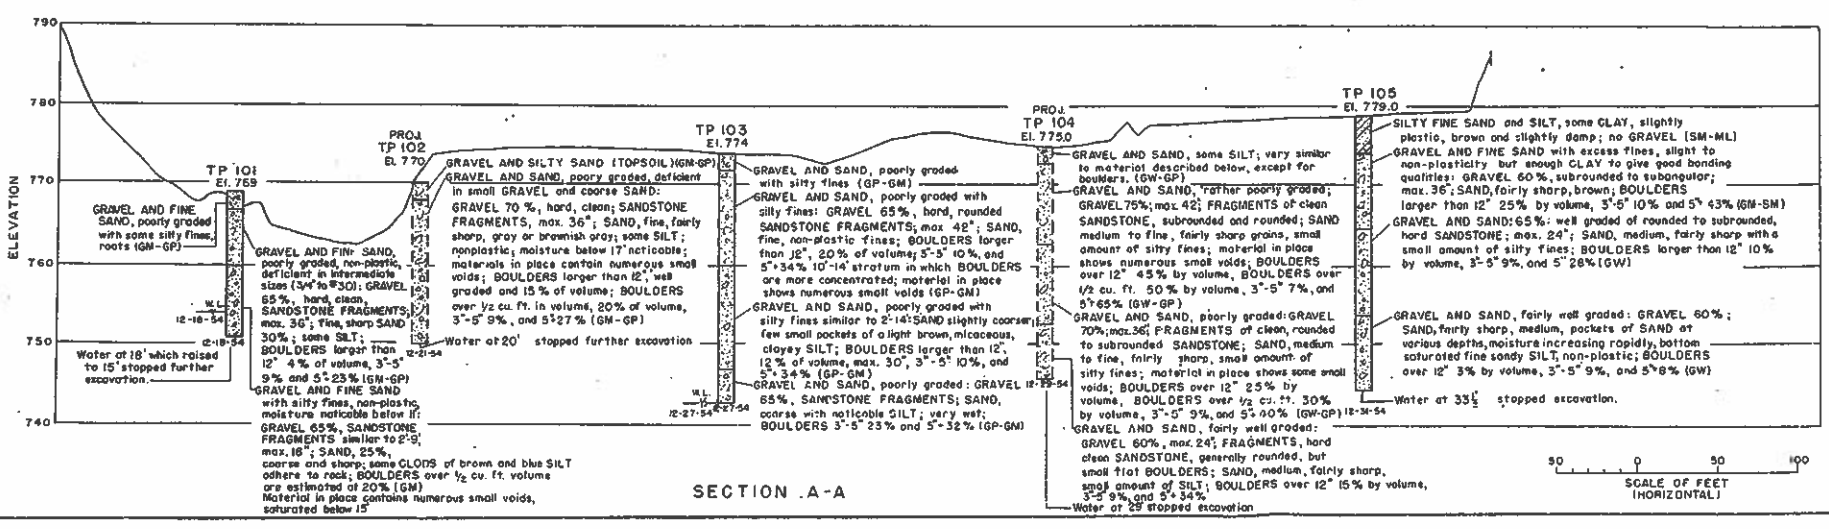 790
780
770
760
750
740
ELEVATION
TP 101
El. 769
GRAVEL AND FINE
SAND, poorly graded
with some silty fines,
roots (GM-GP)
W.L.
12-18-54
12-18-54
Water at 18' which raised
to 15' stopped further
excavation.
GRAVEL AND FINE SAND,
poorly graded, non-plastic,
deficient in intermediate
sizes (3/4" to #30): GRAVEL
65%, hard, clean,
SANDSTONE FRAGMENTS,
max. 36"; fine, sharp SAND
30%; some SILT;
BOULDERS larger than
12" 4% of volume, 3"-5"
9% and 5"+23% (GM-GP)
GRAVEL AND FINE SAND
with silty fines, non-plastic,
moisture noticable below 11':
GRAVEL 65%, SANDSTONE
FRAGMENTS similar to 2'-9',
max. 18"; SAND, 25%,
coarse and sharp; some CLODS of brown and blue SILT
adhere to rock; BOULDERS over 1/2 cu. ft. volume
are estimated at 20% (GM)
Material in place contains numerous small voids,
saturated below 15'
PROJ.
TP 102
El. 770
GRAVEL AND SILTY SAND (TOPSOIL)(GM-GP)
GRAVEL AND SAND, poory graded, deficient
in small GRAVEL and coarse SAND:
GRAVEL 70 %, hard, clean; SANDSTONE
FRAGMENTS, max. 36"; SAND, fine, fairly
sharp, gray or brownish gray; some SILT;
nonplastic; moisture below 17' noticable;
materials in place contain numerous small
voids; BOULDERS larger than 12", well
graded and 15% of volume; BOULDERS
over 1/2 cu. ft. in volume, 20% of volume,
3"-5" 9%, and 5"+27% (GM-GP)
12-21-54
Water at 20' stopped further excavation
TP 103
El. 774
GRAVEL AND SAND, poorly graded
with silty fines (GP-GM)
GRAVEL AND SAND, poorly graded with
silty fines: GRAVEL 65%, hard, rounded
SANDSTONE FRAGMENTS; max 42"; SAND,
fine, non-plastic fines; BOULDERS larger
than 12", 20% of volume; 3"-5" 10%, and
5"+34% 10'-14' stratum in which BOULDERS
are more concentrated; material in place
shows numerous small voids (GP-GM)
GRAVEL AND SAND, poorly graded with
silty fines similar to 2'-14': SAND slightly coarser,
few small pockets of a light brown, micaceous,
clayey SILT; BOULDERS larger than 12",
12 % of volume, max. 30", 3"-5" 10%, and
5"+34% (GP-GM)
GRAVEL AND SAND, poorly graded: GRAVEL
65%, SANDSTONE FRAGMENTS; SAND,
coarse with noticable SILT; very wet;
BOULDERS 3"-5" 23% and 5"+32% (GP-GM)
W.L.
12-27-54
12-27-54
PROJ.
TP 104
El. 775.0
GRAVEL AND SAND, some SILT; very similar
to material described below, except for
boulders. (GW-GP)
GRAVEL AND SAND, rather poorly graded;
GRAVEL 75%; max. 42"; FRAGMENTS of clean
SANDSTONE, subrounded and rounded; SAND
medium to fine, fairly sharp grains, small
amount of silty fines; material in place
shows numerous small voids; BOULDERS
over 12" 45% by volume, BOULDERS over
1/2 cu. ft. 50% by volume, 3"-5" 7%, and
5"+65% (GW-GP)
GRAVEL AND SAND, poorly graded: GRAVEL
70%; max. 36"; FRAGMENTS of clean, rounded
to subrounded SANDSTONE; SAND, medium
to fine, fairly sharp, small amount of
silty fines; material in place shows some small
voids; BOULDERS over 12" 25% by
volume, BOULDERS over 1/2 cu. ft. 30%
by volume, 3"-5" 9%, and 5"+40% (GW-GP)
12-29-54
GRAVEL AND SAND, fairly well graded:
GRAVEL 60%, max. 24"; FRAGMENTS, hard
clean SANDSTONE, generally rounded, but
small flat BOULDERS; SAND, medium, fairly sharp,
small amount of SILT; BOULDERS over 12" 15% by volume,
3"-5" 9%, and 5"+34%
Water at 29' stopped excavation
TP 105
El. 779.0
SILTY FINE SAND and SILT, some CLAY, slightly
plastic, brown and slightly damp; no GRAVEL (SM-ML)
GRAVEL AND FINE SAND with excess fines, slight to
non-plasticity but enough CLAY to give good bonding
qualities: GRAVEL 60%, subrounded to subangular;
max. 36"; SAND, fairly sharp, brown; BOULDERS
larger than 12" 25% by volume, 3"-5" 10% and 5"+ 43% (GM-SM)
GRAVEL AND SAND: 65%: well graded of rounded to subrounded,
hard SANDSTONE; max. 24"; SAND, medium, fairly sharp with a
small amount of silty fines; BOULDERS larger than 12" 10%
by volume, 3"-5" 9%, and 5"+28% (GW)
GRAVEL AND SAND, fairly well graded: GRAVEL 60%;
SAND, fairly sharp, medium, pockets of SAND at
various depths, moisture increasing rapidly, bottom
saturated fine sandy SILT, non-plastic; BOULDERS
over 12" 3% by volume, 3"-5" 9%, and 5"+8% (GW)
Water at 33 1/2' stopped excavation.
12-31-54
SECTION A-A
50 0 50 100
SCALE OF FEET
(HORIZONTAL)